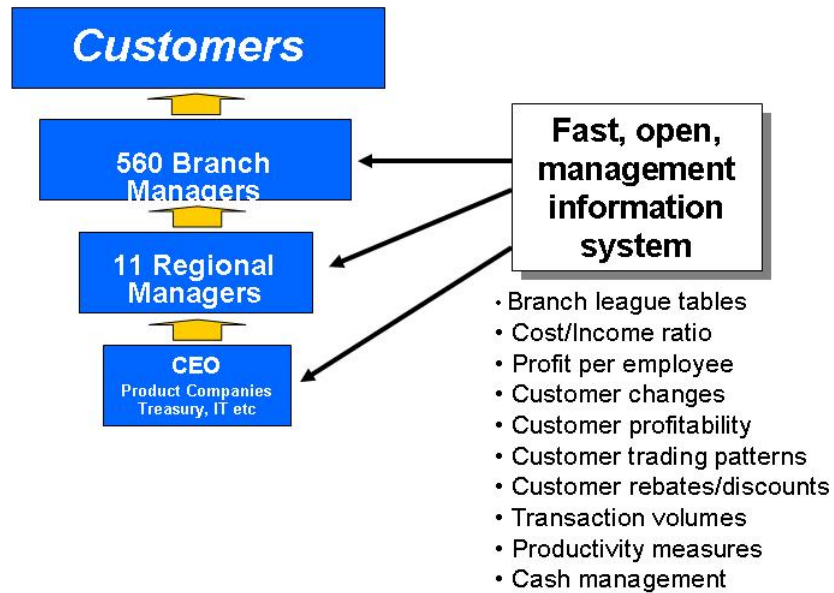 Customers
560 Branch
Managers
11 Regional
Managers
CEO
Product Companies
Treasury, IT etc
Fast, open,
management
information
system
• Branch league tables
• Cost/Income ratio
• Profit per employee
• Customer changes
• Customer profitability
• Customer trading patterns
• Customer rebates/discounts
• Transaction volumes
• Productivity measures
• Cash management